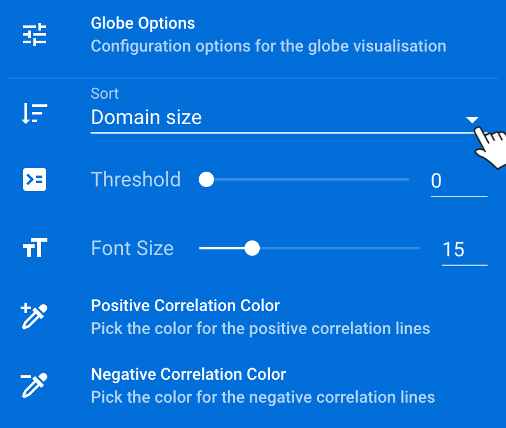 Globe Options
Configuration options for the globe visualisation
Sort
Domain size
Threshold 0
Font Size 15
Positive Correlation Color
Pick the color for the positive correlation lines
Negative Correlation Color
Pick the color for the negative correlation lines